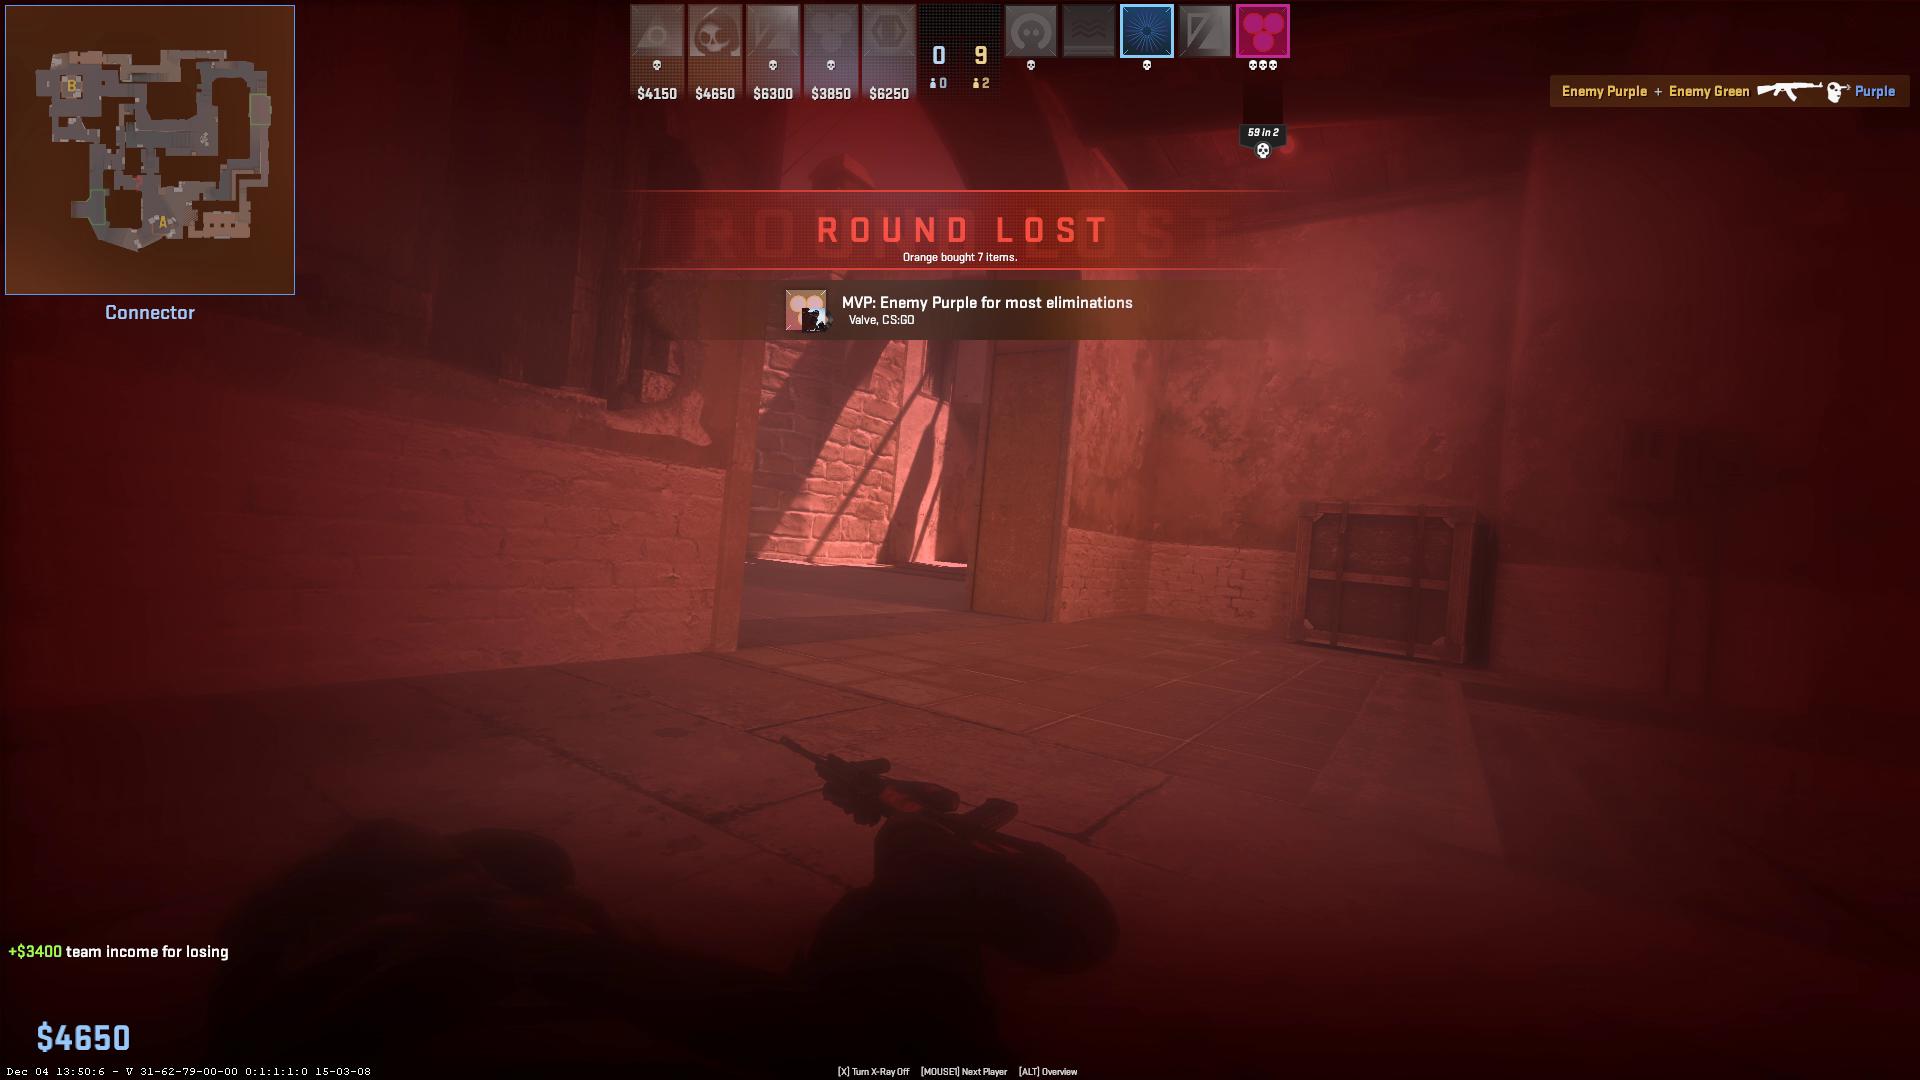 B
A
Connector
$4150 $4650 $6300 $3850 $6250
0 9
0 2
59 in 2
Enemy Purple + Enemy Green Purple
ROUND LOST
Orange bought 7 items.
MVP: Enemy Purple for most eliminations
Valve, CS:GO
+$3400 team income for losing
$4650
Dec 04 13:50:6 - V 31-62-79-00-00 0:1:1:1:0 15-03-08
[X] Turn X-Ray Off [MOUSE1] Next Player [ALT] Overview